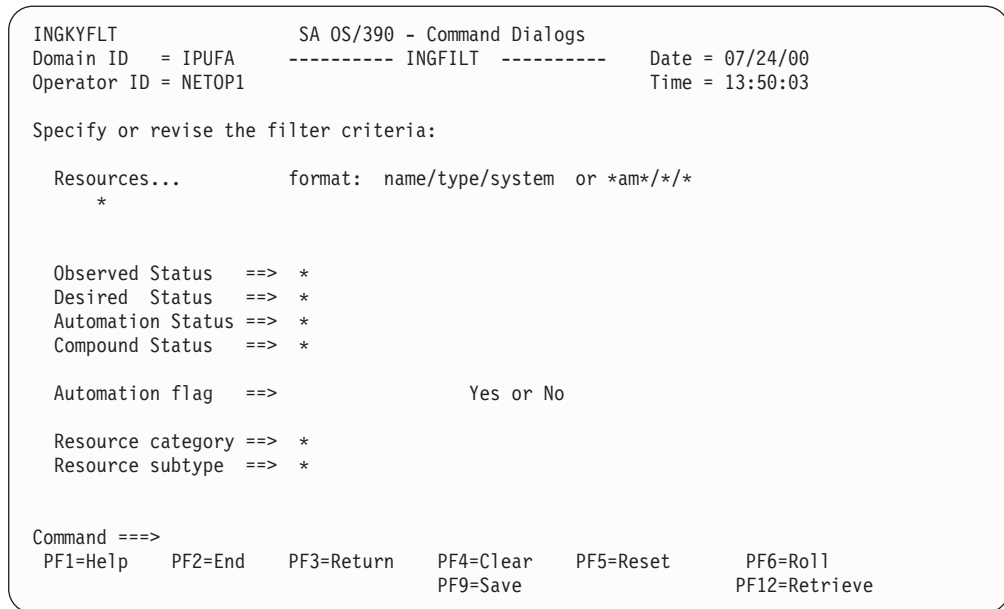 INGKYFLT SA OS/390 - Command Dialogs
Domain ID = IPUFA ---------- INGFILT ---------- Date = 07/24/00
Operator ID = NETOP1 Time = 13:50:03
Specify or revise the filter criteria:
Resources... format: name/type/system or *am*/*/*
*
Observed Status ==> *
Desired Status ==> *
Automation Status ==> *
Compound Status ==> *
Automation flag ==> Yes or No
Resource category ==> *
Resource subtype ==> *
Command ===>
PF1=Help PF2=End PF3=Return PF4=Clear PF5=Reset PF6=Roll
PF9=Save PF12=Retrieve